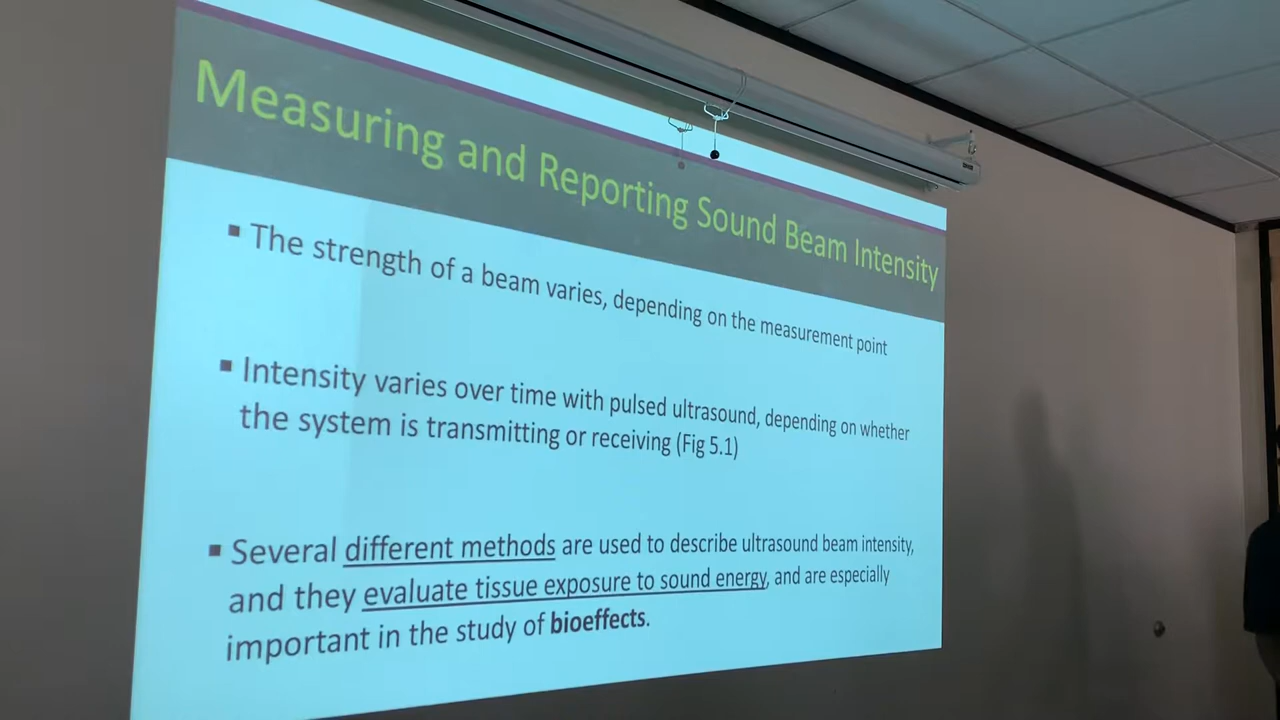 Measuring and Reporting Sound Beam Intensity
▪ The strength of a beam varies, depending on the measurement point
▪ Intensity varies over time with pulsed ultrasound, depending on whether
the system is transmitting or receiving (Fig 5.1)
▪ Several different methods are used to describe ultrasound beam intensity,
and they evaluate tissue exposure to sound energy, and are especially
important in the study of bioeffects.